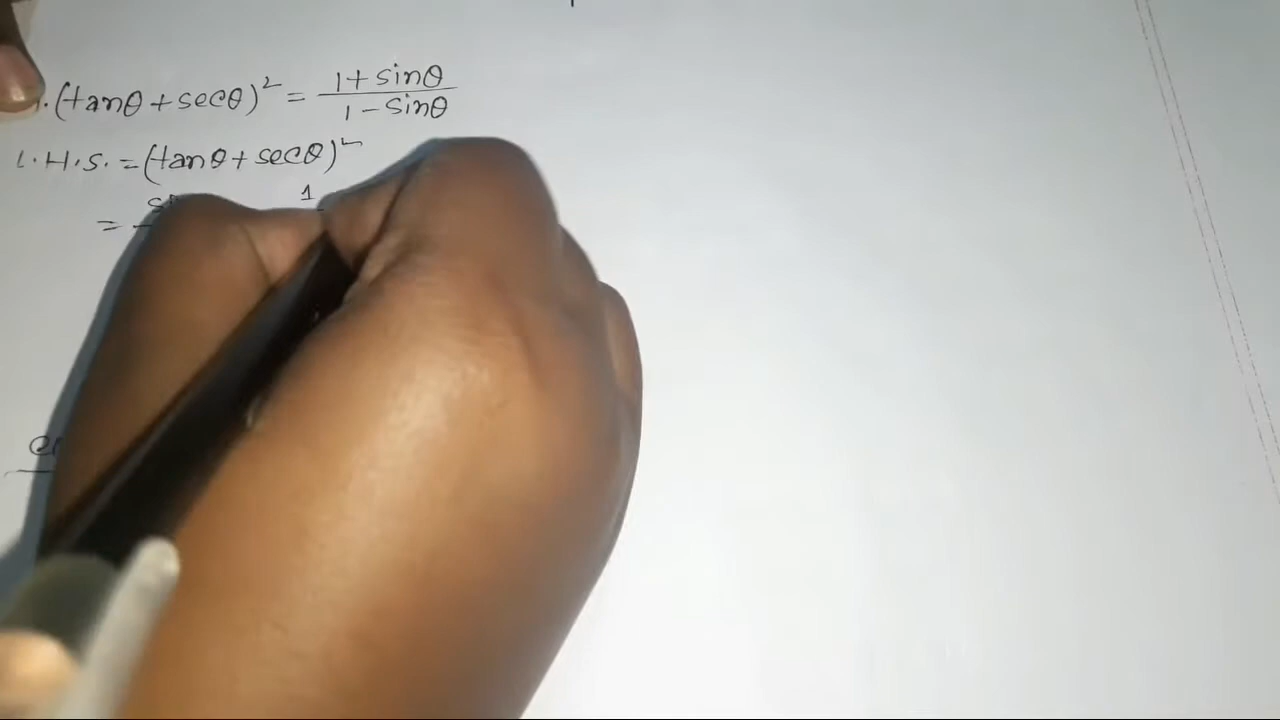 (tanθ + secθ)² = (1 + sinθ)/(1 - sinθ)
L.H.S. = (tanθ + secθ)²
= 1